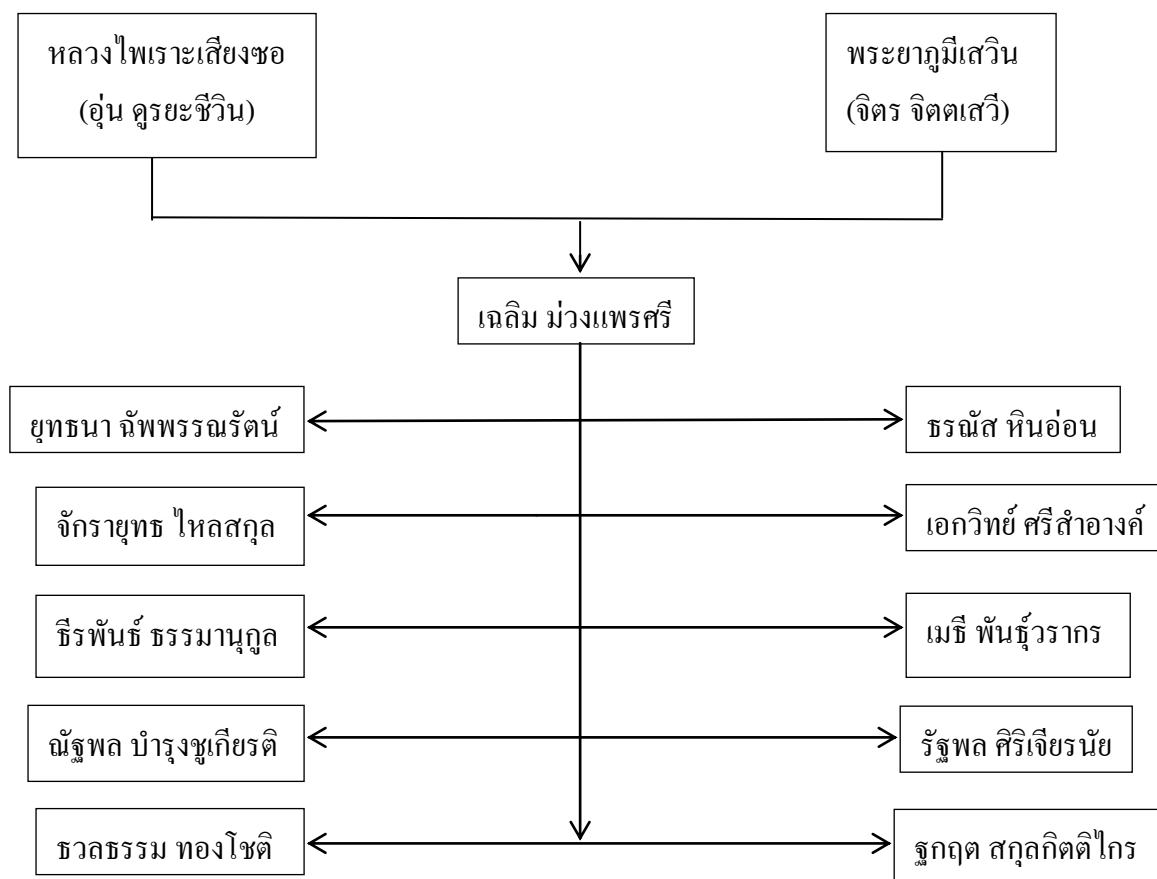 หลวงไพเราะเสียงซอ
(อุ่น ดูรยะชีวิน)
พระยาภูมีเสวิน
(จิตร จิตตเสวี)
เฉลิม ม่วงแพรศรี
ยุทธนา ฉัพพรรณรัตน์
ธรณัส หินอ่อน
จักรายุทธ ไหลสกุล
เอกวิทย์ ศรีสำอางค์
ธีรพันธ์ ธรรมานุกูล
เมธี พันธุ์วรากร
ณัฐพล บำรุงชูเกียรติ
รัฐพล ศิริเจียรนัย
ธวลธรรม ทองโชติ
ฐกฤต สกุลกิตติไกร